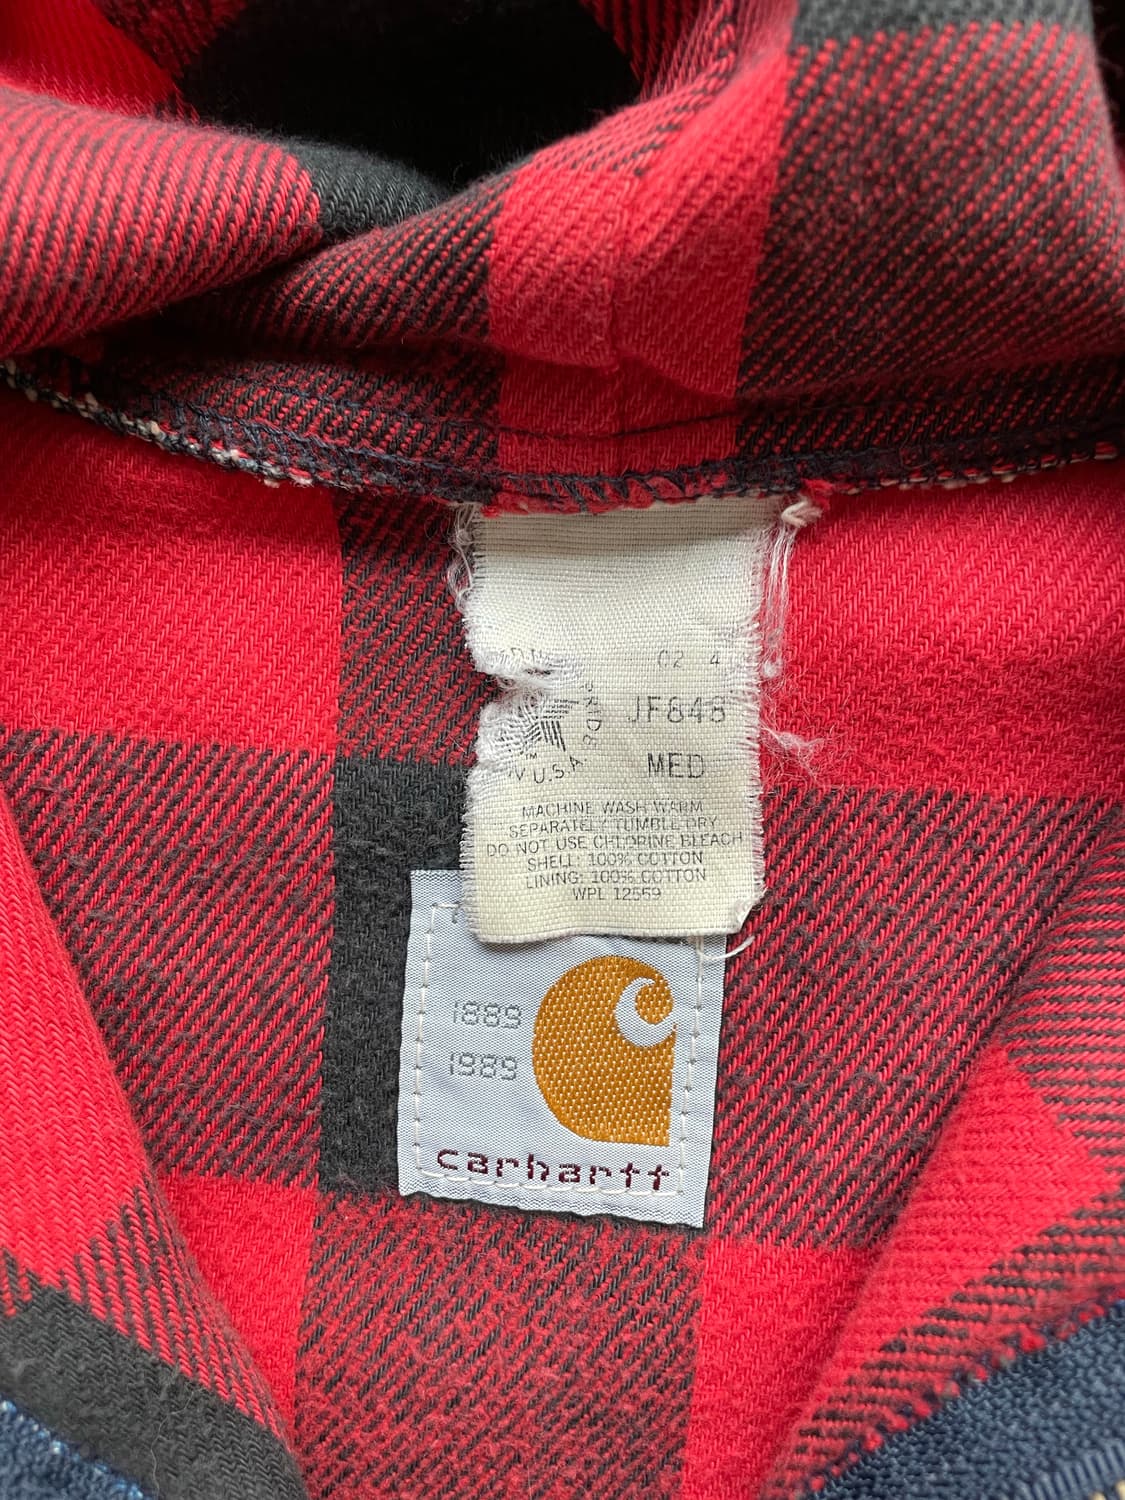 02 4
JF848
PRIDE
U.S.A
MED
MACHINE WASH WARM
SEPARATELY TUMBLE DRY
DO NOT USE CHLORINE BLEACH
SHELL: 100% COTTON
LINING: 100% COTTON
WPL 12559
1889
1989
carhartt